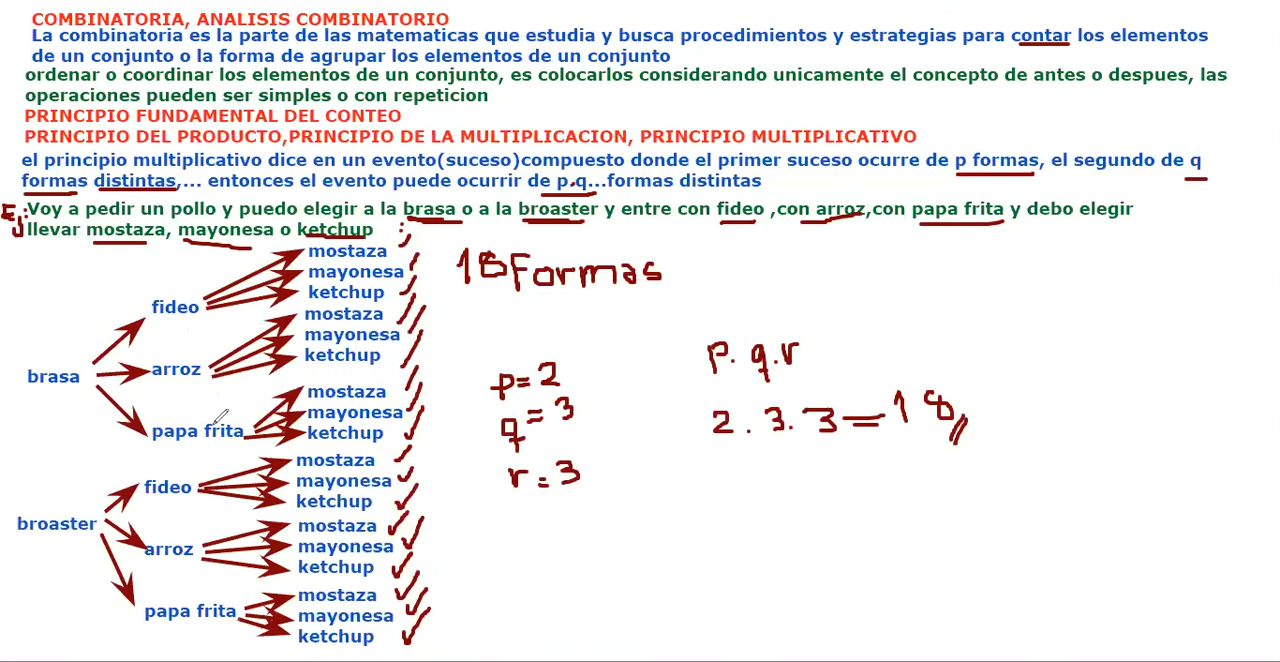 COMBINATORIA, ANALISIS COMBINATORIO
La combinatoria es la parte de las matematicas que estudia y busca procedimientos y estrategias para contar los elementos
de un conjunto o la forma de agrupar los elementos de un conjunto
ordenar o coordinar los elementos de un conjunto, es colocarlos considerando unicamente el concepto de antes o despues, las
operaciones pueden ser simples o con repeticion
PRINCIPIO FUNDAMENTAL DEL CONTEO
PRINCIPIO DEL PRODUCTO,PRINCIPIO DE LA MULTIPLICACION, PRINCIPIO MULTIPLICATIVO
el principio multiplicativo dice en un evento(suceso)compuesto donde el primer suceso ocurre de p formas, el segundo de q
formas distintas,... entonces el evento puede ocurrir de p.q...formas distintas
Ej: Voy a pedir un pollo y puedo elegir a la brasa o a la broaster y entre con fideo ,con arroz,con papa frita y debo elegir
llevar mostaza, mayonesa o ketchup :
brasa
fideo
mostaza
mayonesa
ketchup
arroz
mostaza
mayonesa
ketchup
papa frita
mostaza
mayonesa
ketchup
broaster
fideo
mostaza
mayonesa
ketchup
arroz
mostaza
mayonesa
ketchup
papa frita
mostaza
mayonesa
ketchup
18 Formas
p=2
q=3
r=3
p.q.r
2.3.3=18